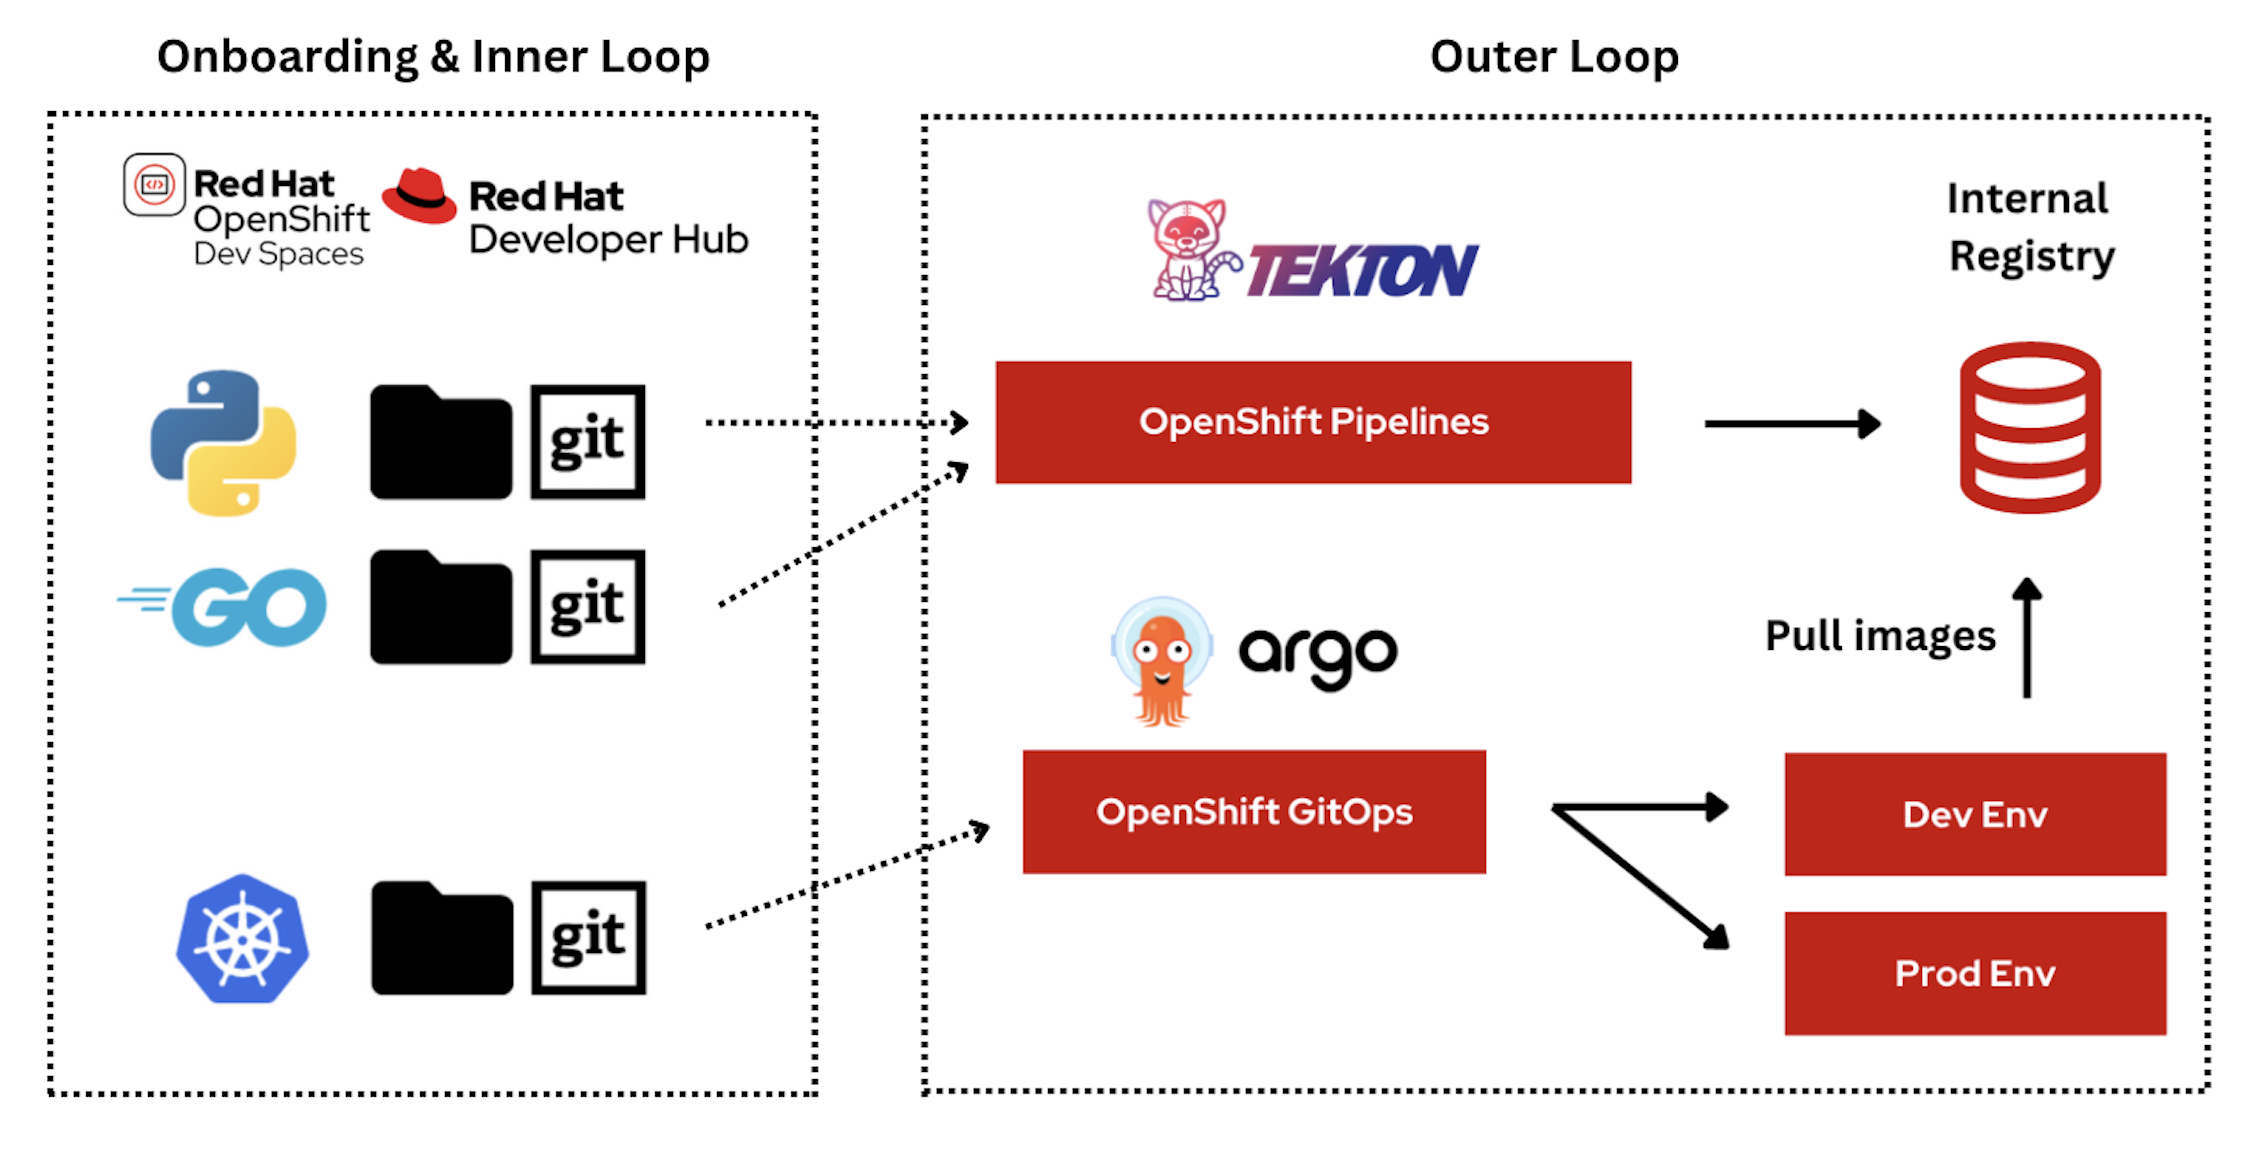 Onboarding & Inner Loop
Outer Loop
Red Hat
OpenShift
Dev Spaces
Red Hat
Developer Hub
TEKTON
Internal
Registry
git
OpenShift Pipelines
GO
git
Pull images
argo
OpenShift GitOps
Dev Env
git
Prod Env